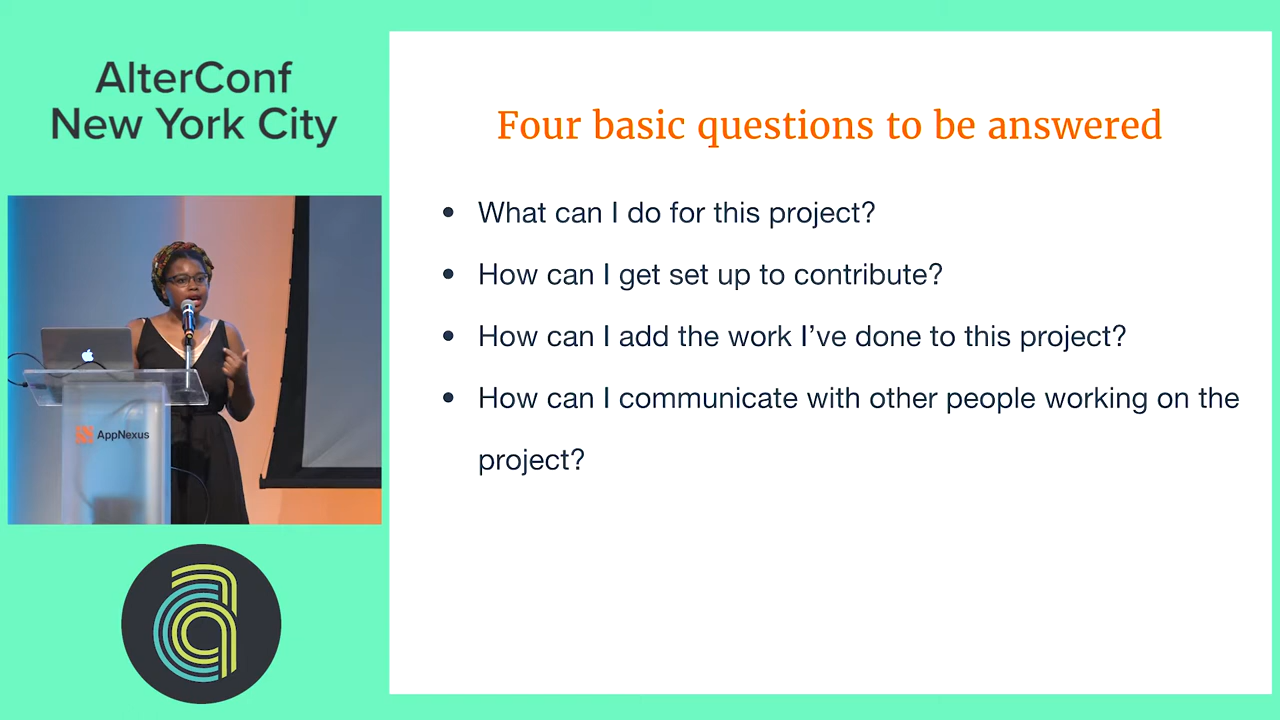 AlterConf
New York City
Four basic questions to be answered
• What can I do for this project?
• How can I get set up to contribute?
• How can I add the work I’ve done to this project?
• How can I communicate with other people working on the
project?
AppNexus